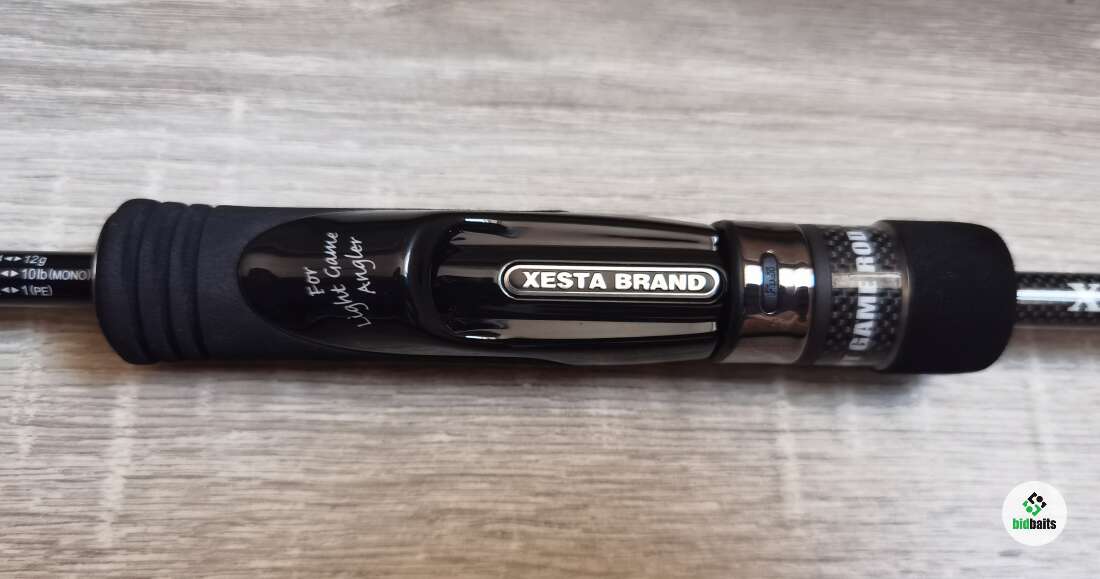 12g
10lb(MONO)
1(PE)
For
Light Game
Angler
XESTA BRAND
GAME
bidbaits